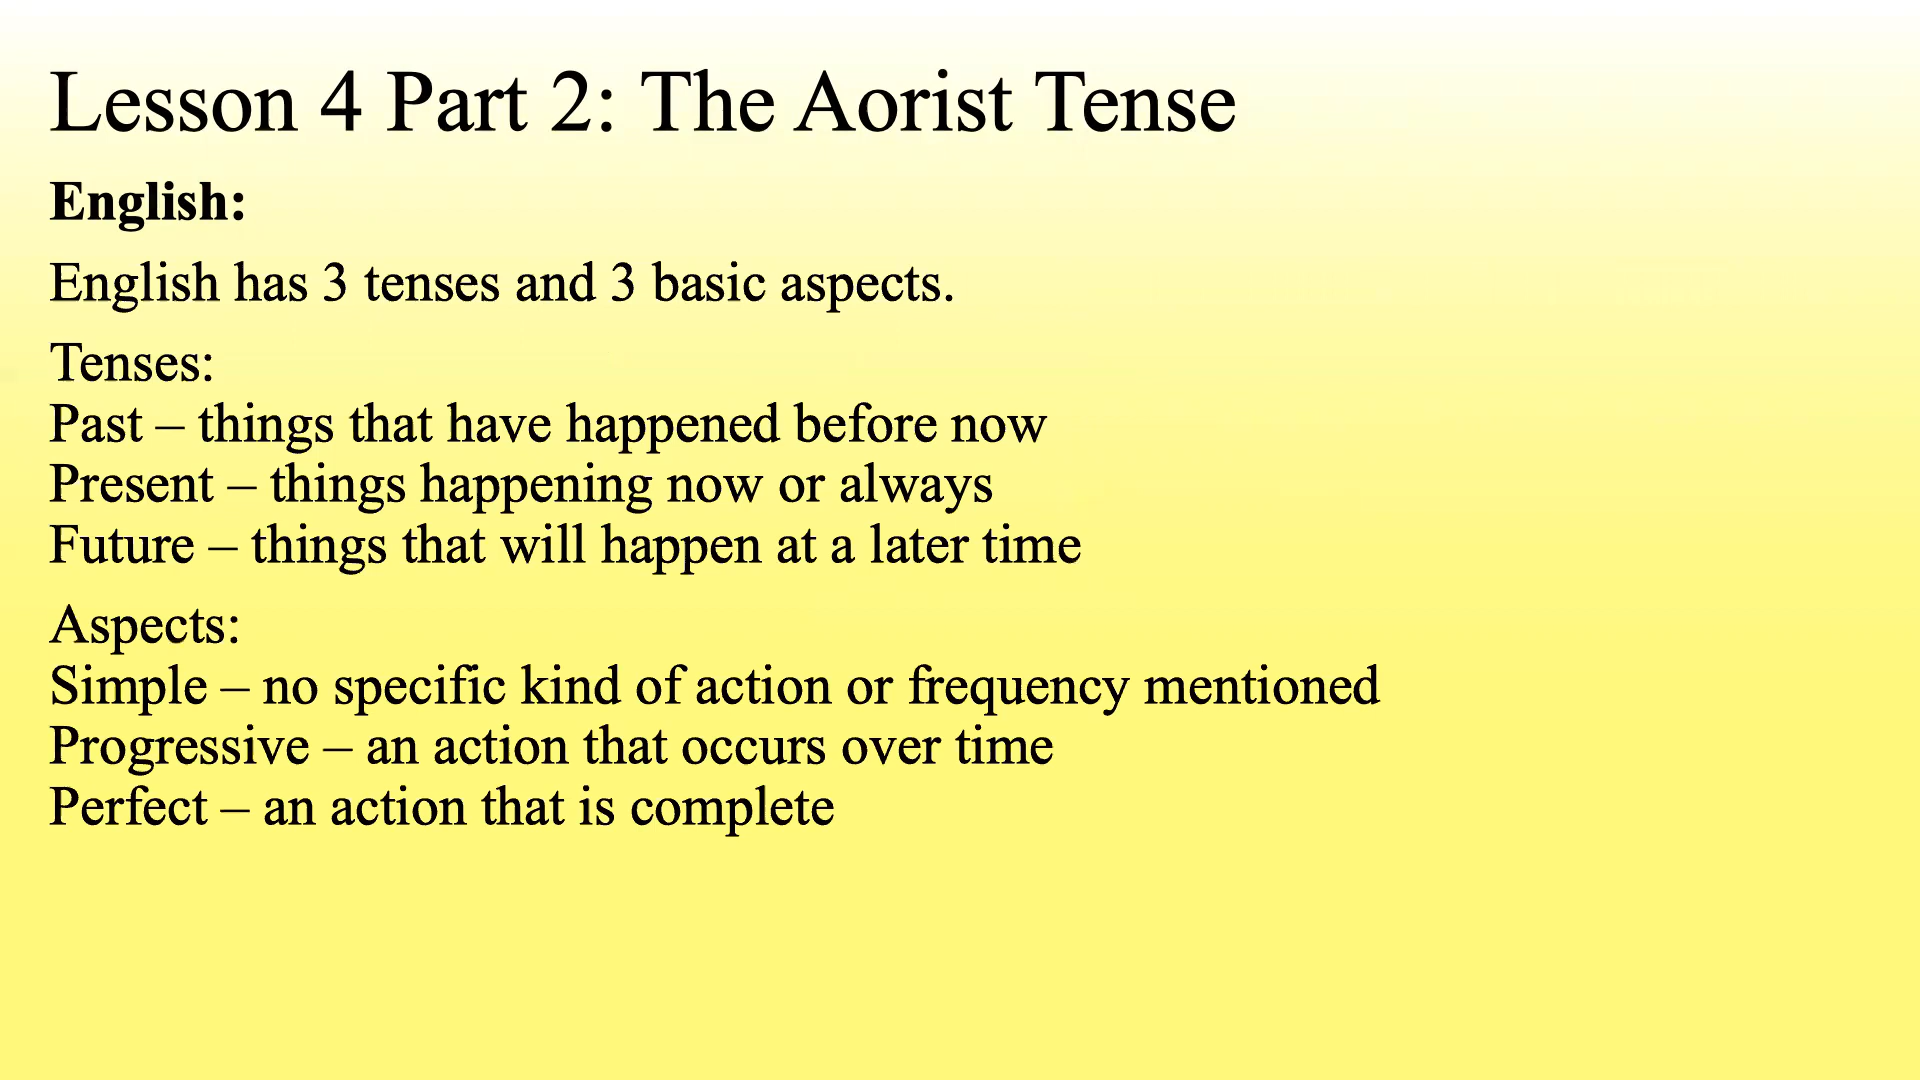 Lesson 4 Part 2: The Aorist Tense
English:
English has 3 tenses and 3 basic aspects.
Tenses:
Past – things that have happened before now
Present – things happening now or always
Future – things that will happen at a later time
Aspects:
Simple – no specific kind of action or frequency mentioned
Progressive – an action that occurs over time
Perfect – an action that is complete